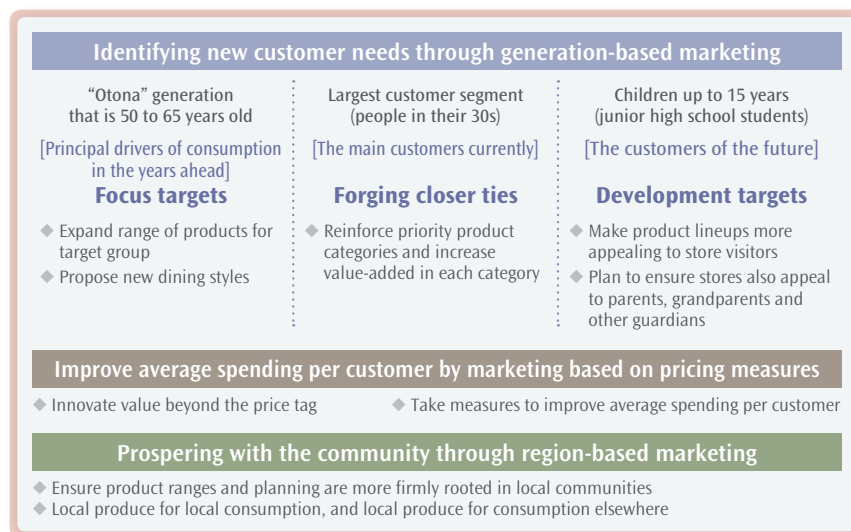 Identifying new customer needs through generation-based marketing
“Otona” generation
that is 50 to 65 years old
[Principal drivers of consumption
in the years ahead]
Focus targets
◆ Expand range of products for
target group
◆ Propose new dining styles
Largest customer segment
(people in their 30s)
[The main customers currently]
Forging closer ties
◆ Reinforce priority product
categories and increase
value-added in each category
Children up to 15 years
(junior high school students)
[The customers of the future]
Development targets
◆ Make product lineups more
appealing to store visitors
◆ Plan to ensure stores also appeal
to parents, grandparents and
other guardians
Improve average spending per customer by marketing based on pricing measures
◆ Innovate value beyond the price tag
◆ Take measures to improve average spending per customer
Prospering with the community through region-based marketing
◆ Ensure product ranges and planning are more firmly rooted in local communities
◆ Local produce for local consumption, and local produce for consumption elsewhere